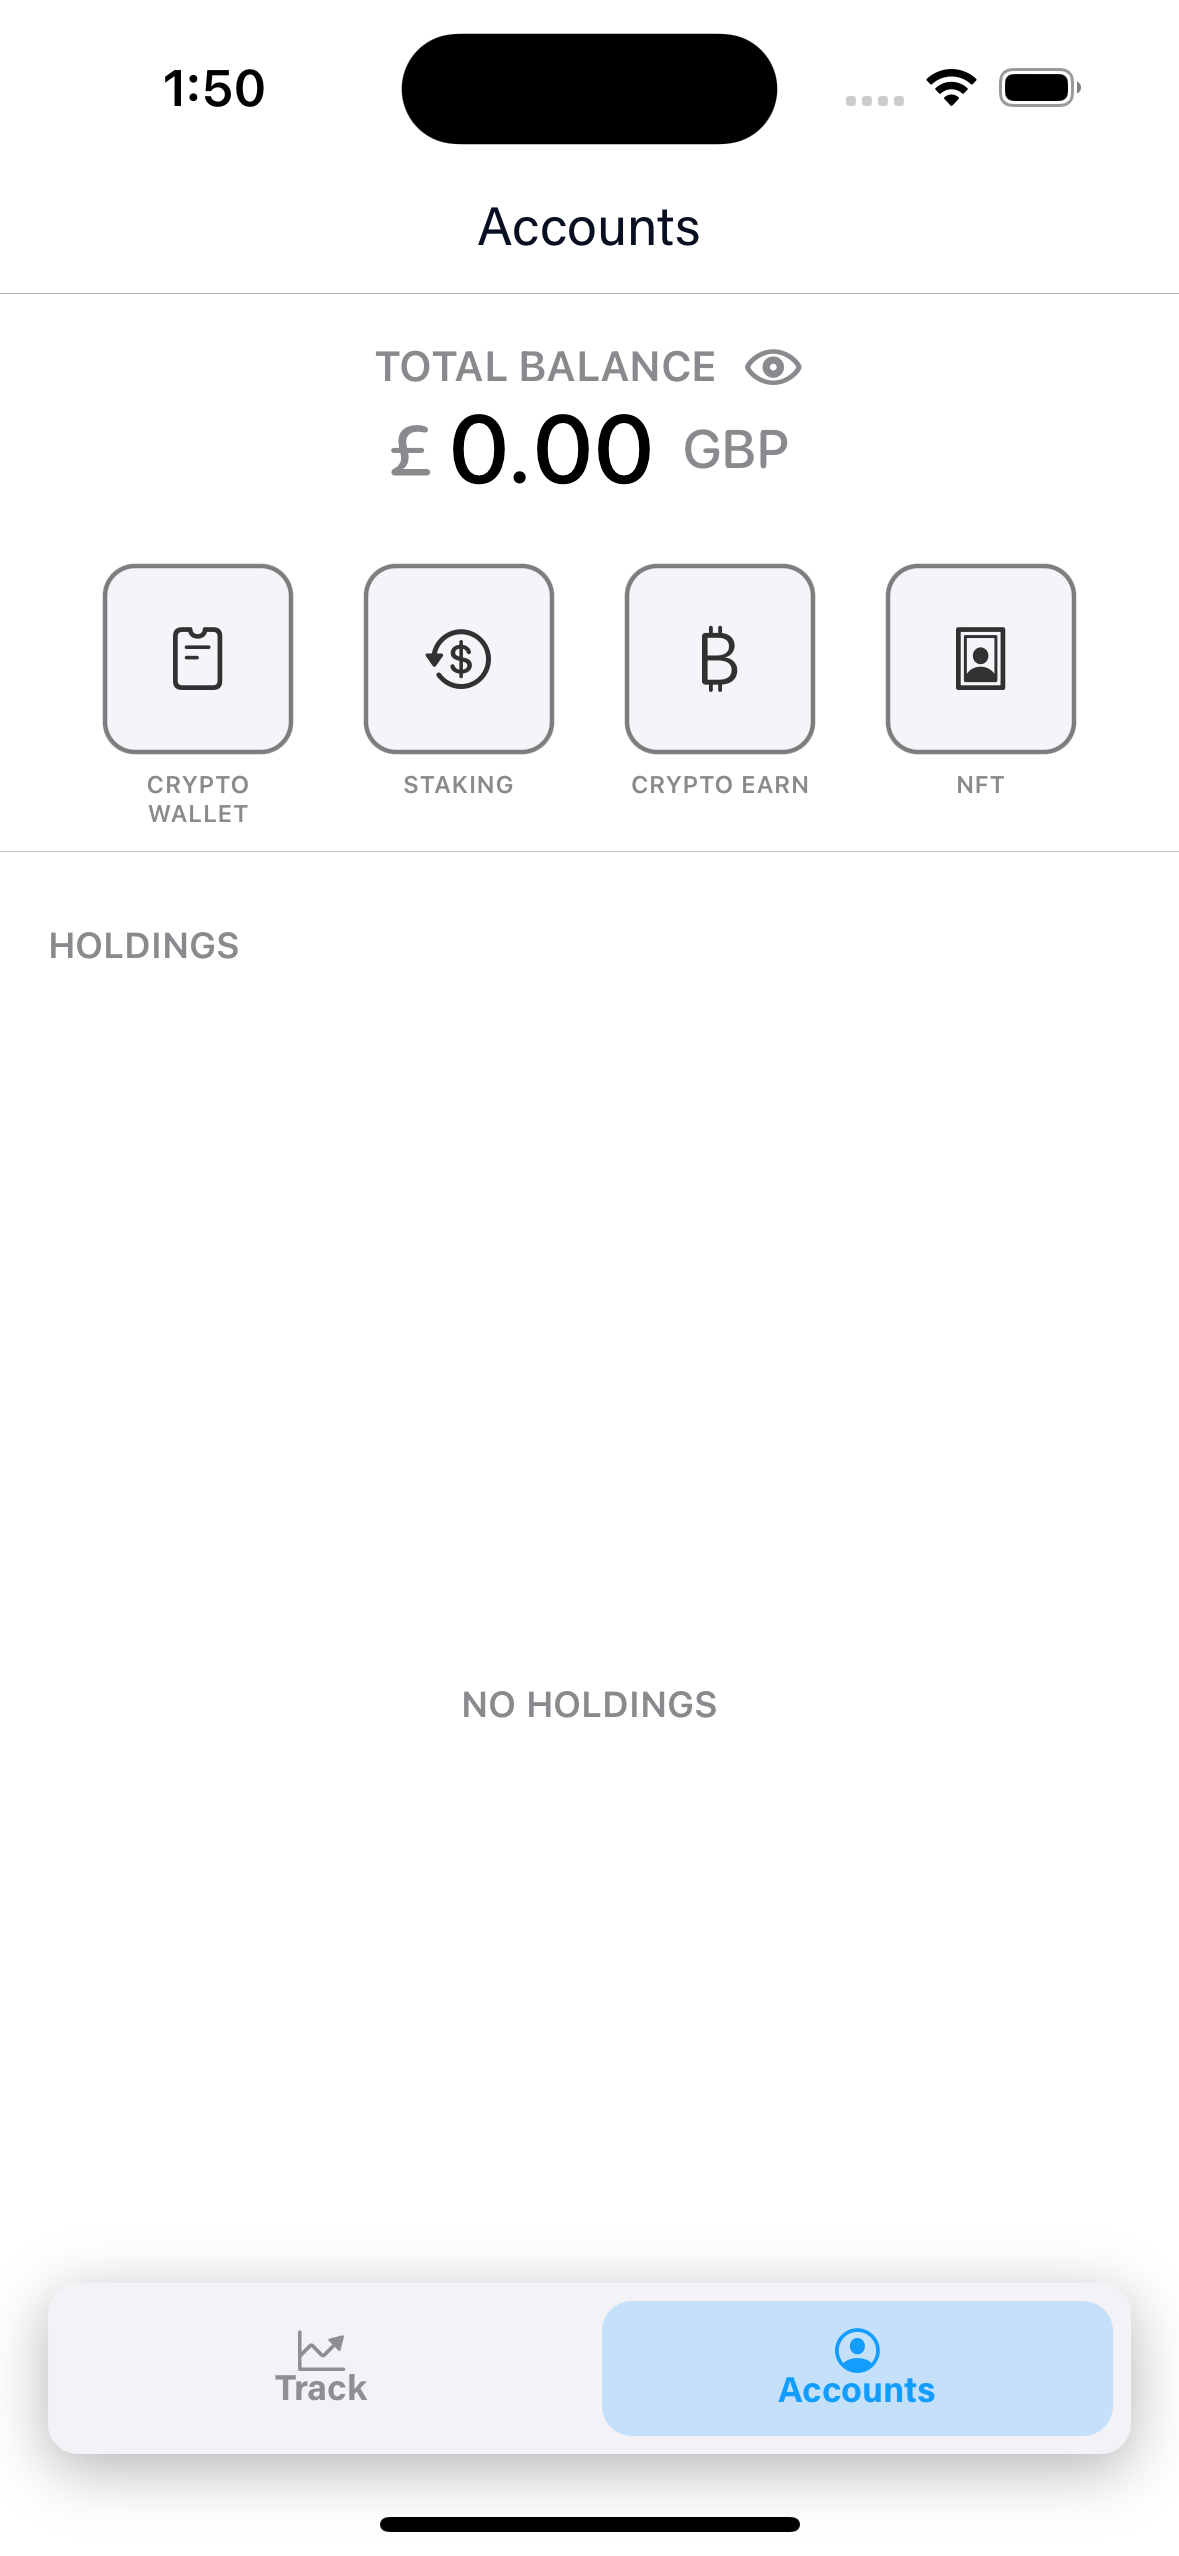 1:50
Accounts
TOTAL BALANCE
£ 0.00 GBP
CRYPTO
WALLET
STAKING
CRYPTO EARN
NFT
HOLDINGS
NO HOLDINGS
Track
Accounts